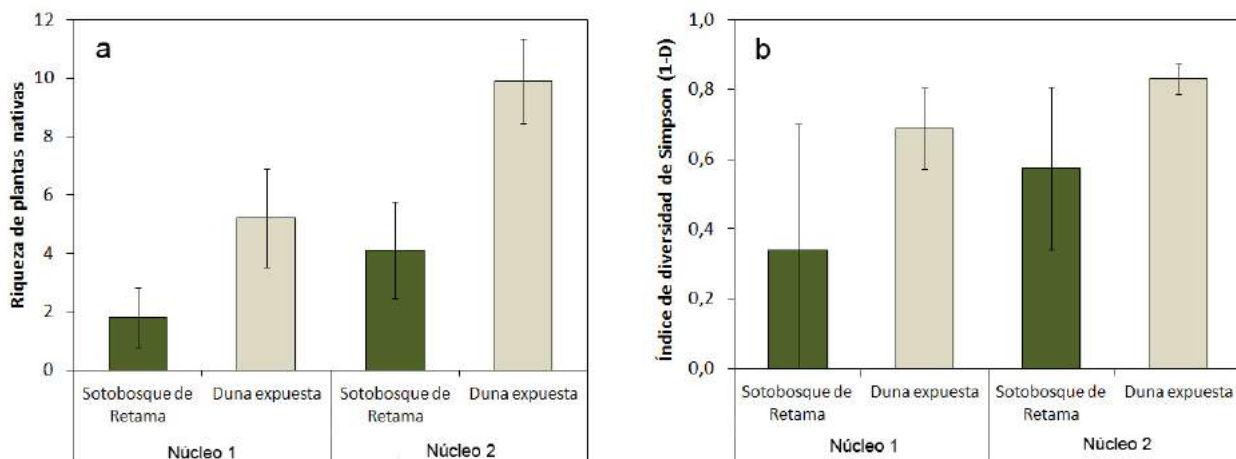 a
Riqueza de plantas nativas
12
10
8
6
4
2
0
Sotobosque de
Retama
Duna expuesta
Sotobosque de
Retama
Duna expuesta
Núcleo 1
Núcleo 2
b
Índice de diversidad de Simpson (1-D)
1,0
0,8
0,6
0,4
0,2
0,0
Sotobosque de
Retama
Duna expuesta
Sotobosque de
Retama
Duna expuesta
Núcleo 1
Núcleo 2